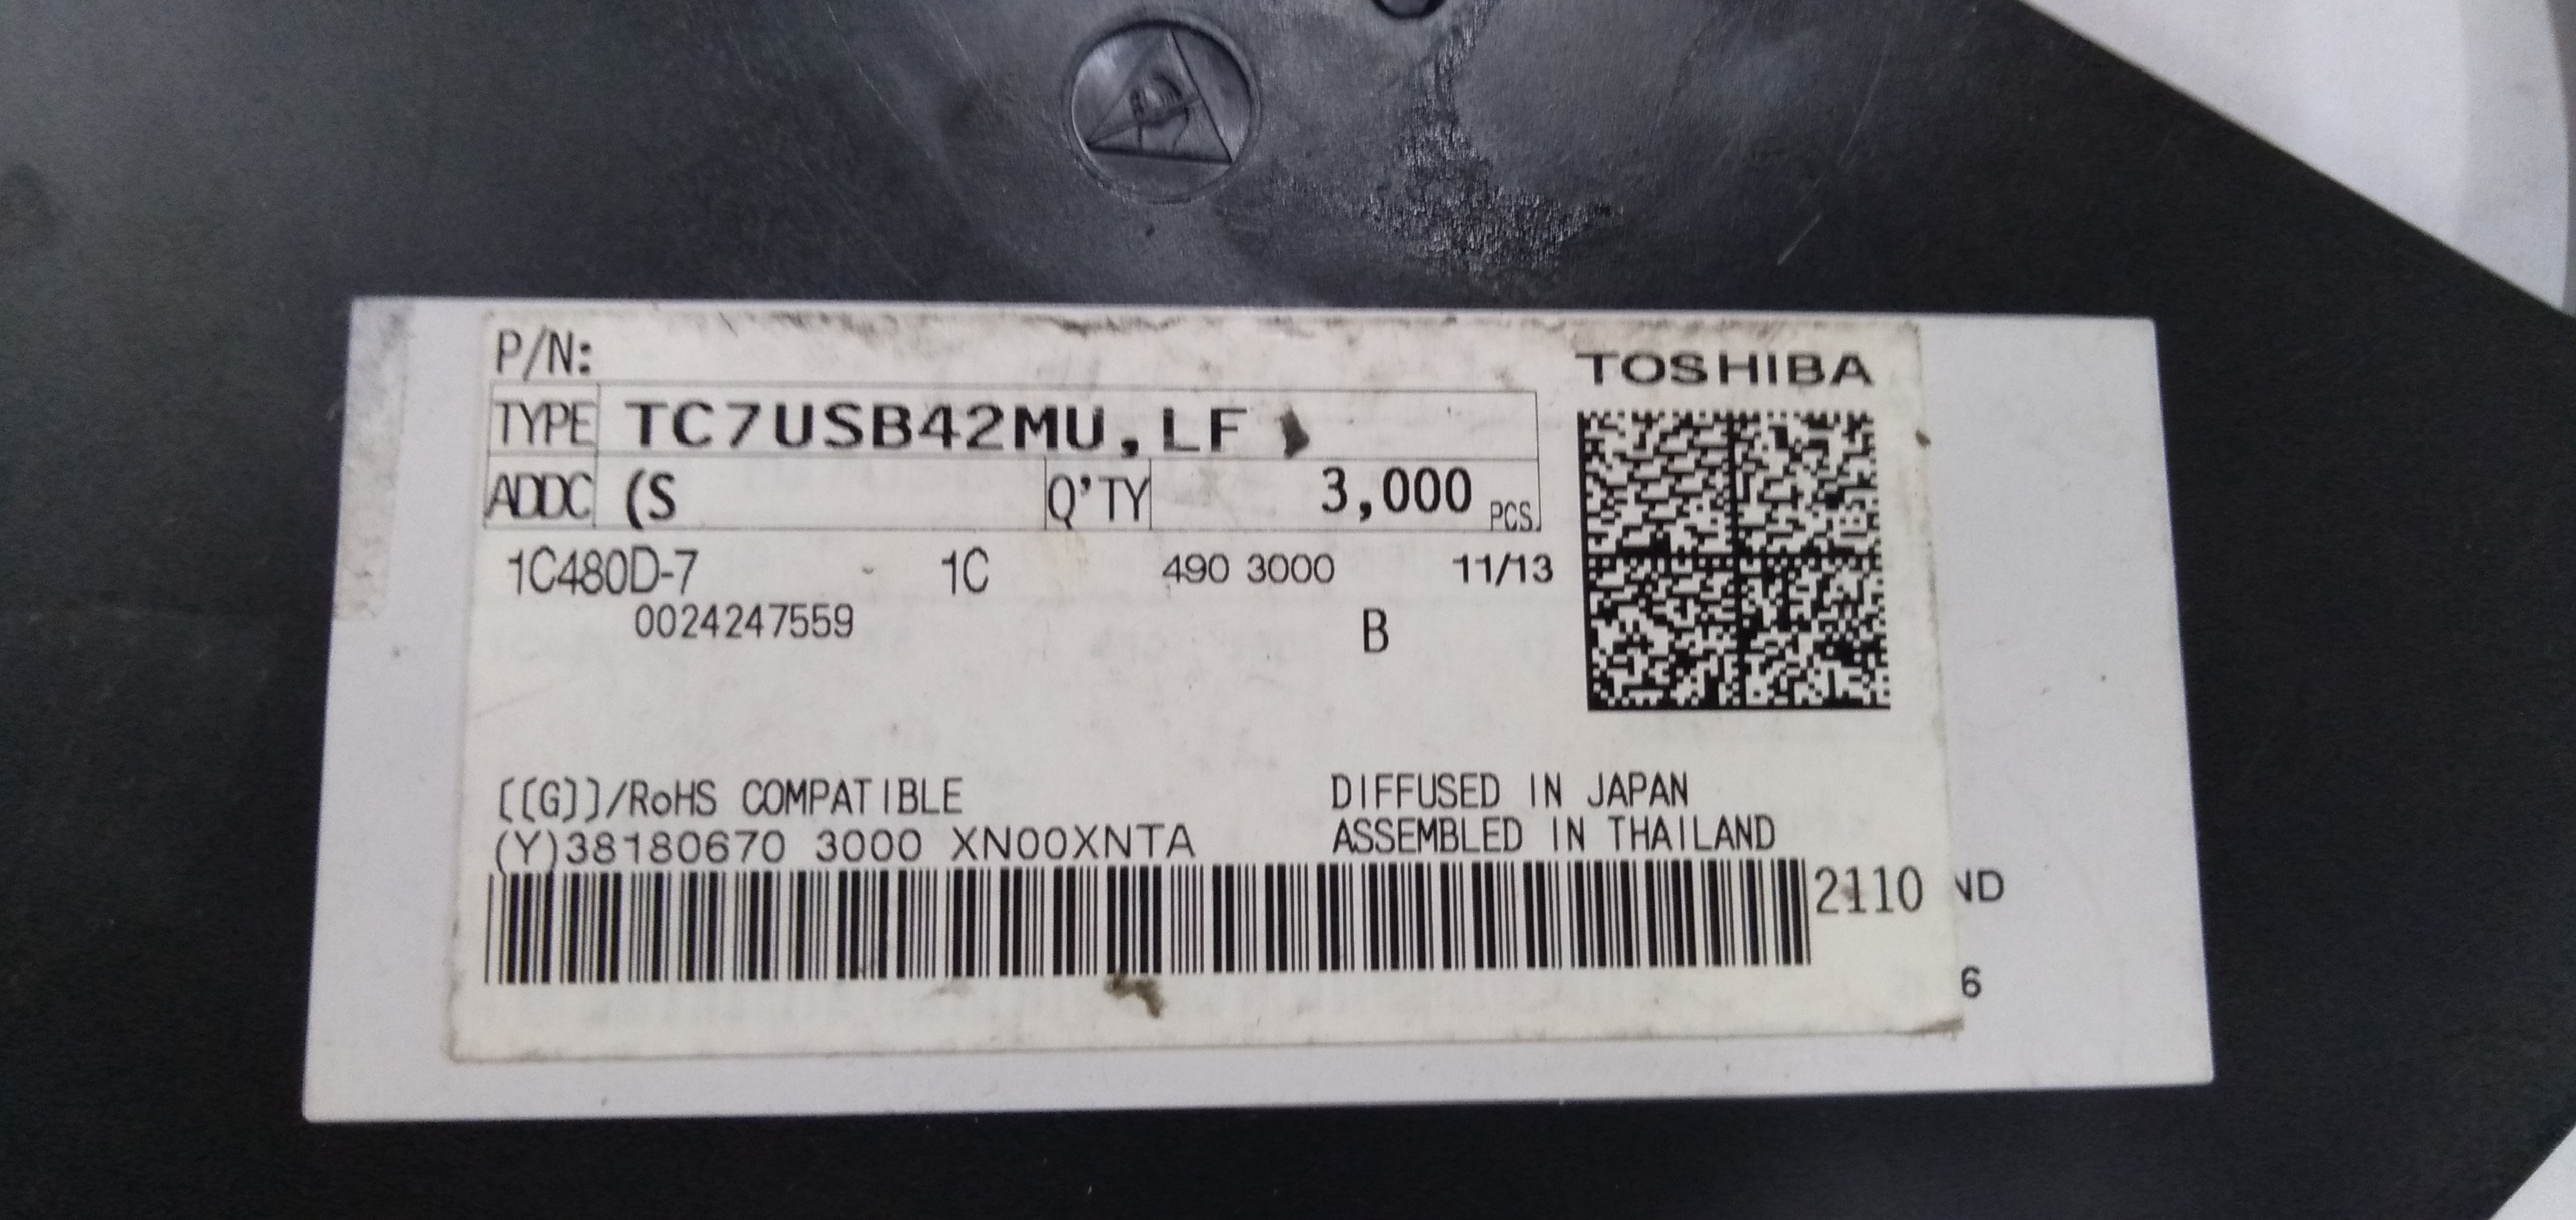 P/N:
TOSHIBA
TYPE TC7USB42MU,LF
ADDC (S Q'TY 3,000 PCS.
1C480D-7 - 1C 490 3000 11/13
0024247559 B
[[G]]/RoHS COMPATIBLE
DIFFUSED IN JAPAN
(Y)38180670 3000 XN00XNTA
ASSEMBLED IN THAILAND
2110
ND
6